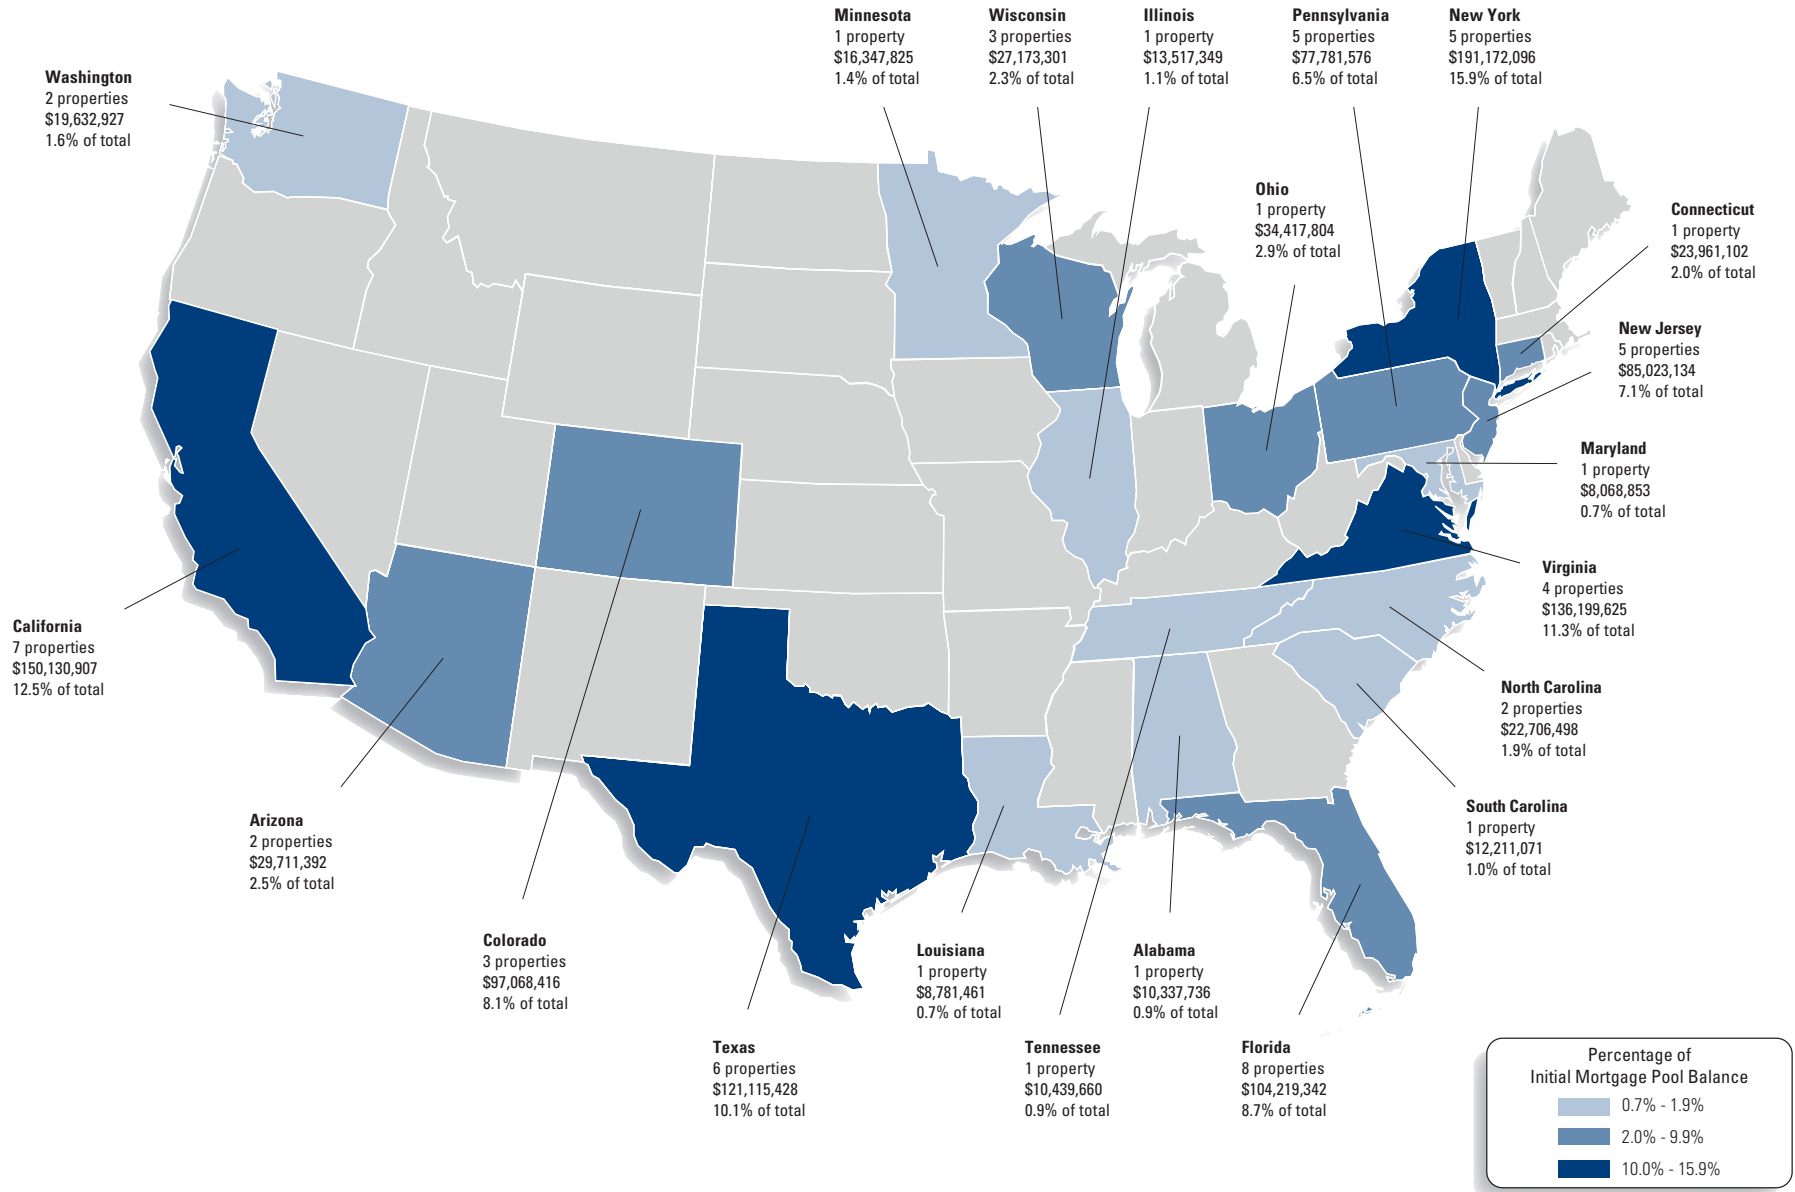 Minnesota
1 property
$16,347,825
1.4% of total
Wisconsin
3 properties
$27,173,301
2.3% of total
Illinois
1 property
$13,517,349
1.1% of total
Pennsylvania
5 properties
$77,781,576
6.5% of total
New York
5 properties
$191,172,096
15.9% of total
Washington
2 properties
$19,632,927
1.6% of total
Ohio
1 property
$34,417,804
2.9% of total
Connecticut
1 property
$23,961,102
2.0% of total
New Jersey
5 properties
$85,023,134
7.1% of total
Maryland
1 property
$8,068,853
0.7% of total
Virginia
4 properties
$136,199,625
11.3% of total
California
7 properties
$150,130,907
12.5% of total
North Carolina
2 properties
$22,706,498
1.9% of total
South Carolina
1 property
$12,211,071
1.0% of total
Arizona
2 properties
$29,711,392
2.5% of total
Colorado
3 properties
$97,068,416
8.1% of total
Louisiana
1 property
$8,781,461
0.7% of total
Alabama
1 property
$10,337,736
0.9% of total
Texas
6 properties
$121,115,428
10.1% of total
Tennessee
1 property
$10,439,660
0.9% of total
Florida
8 properties
$104,219,342
8.7% of total
Percentage of
Initial Mortgage Pool Balance
0.7% - 1.9%
2.0% - 9.9%
10.0% - 15.9%